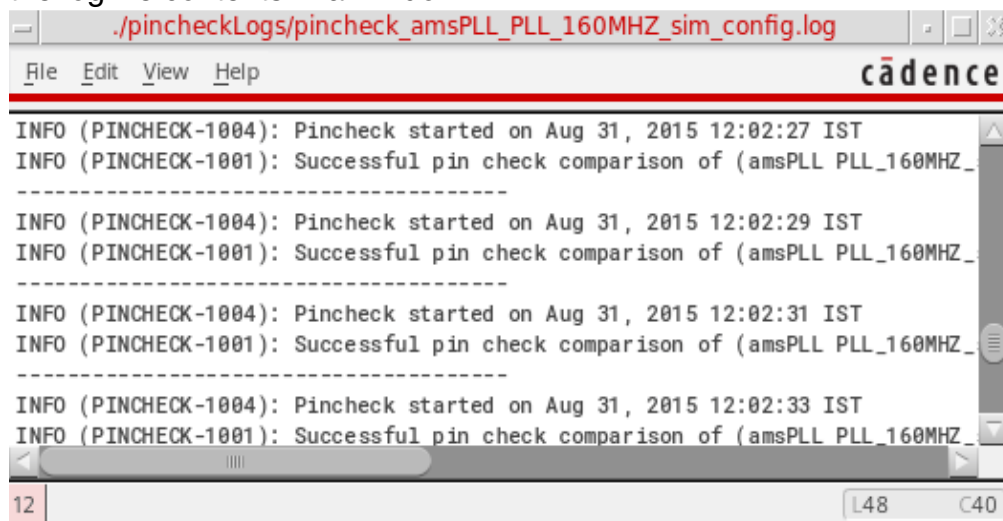 ./pincheckLogs/pincheck_amsPLL_PLL_160MHZ_sim_config.log
File Edit View Help
cādence
INFO (PINCHECK-1004): Pincheck started on Aug 31, 2015 12:02:27 IST
INFO (PINCHECK-1001): Successful pin check comparison of (amsPLL PLL_160MHZ_
--------------------------------------
INFO (PINCHECK-1004): Pincheck started on Aug 31, 2015 12:02:29 IST
INFO (PINCHECK-1001): Successful pin check comparison of (amsPLL PLL_160MHZ_
--------------------------------------
INFO (PINCHECK-1004): Pincheck started on Aug 31, 2015 12:02:31 IST
INFO (PINCHECK-1001): Successful pin check comparison of (amsPLL PLL_160MHZ_
--------------------------------------
INFO (PINCHECK-1004): Pincheck started on Aug 31, 2015 12:02:33 IST
INFO (PINCHECK-1001): Successful pin check comparison of (amsPLL PLL_160MHZ_
12
L48 C40